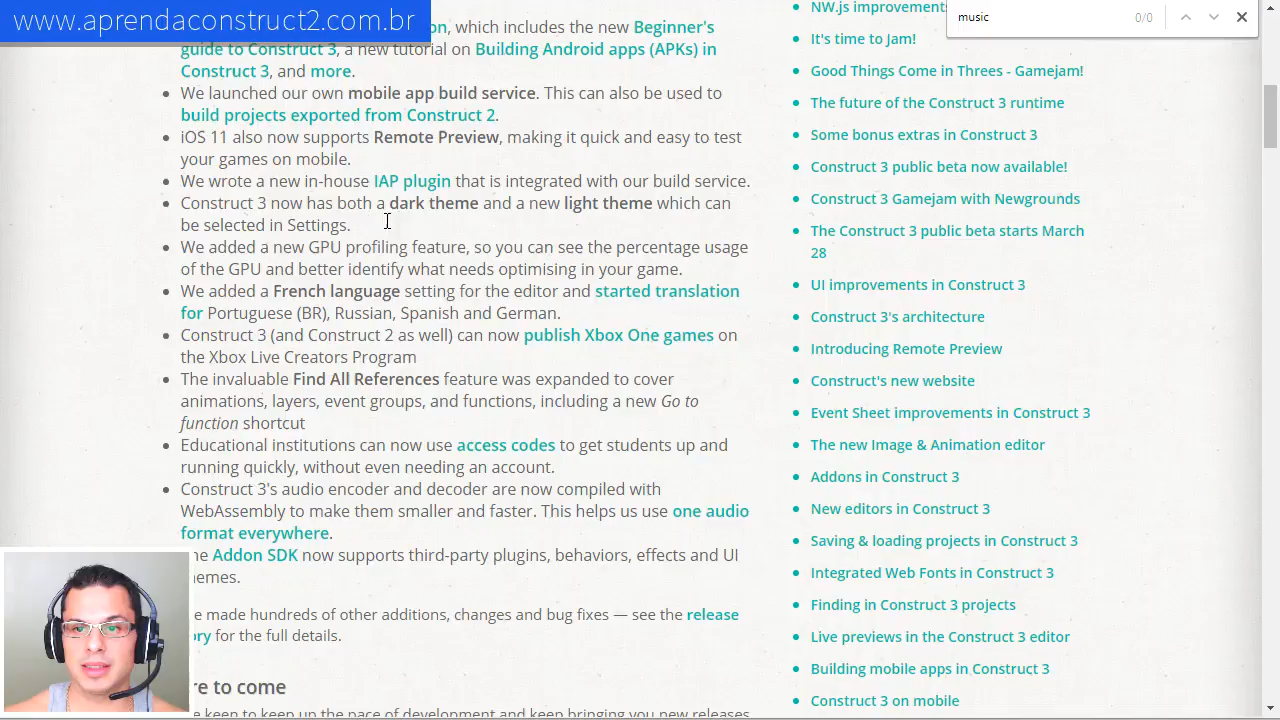 www.aprendaconstruct2.com.br
on, which includes the new Beginner's
guide to Construct 3, a new tutorial on Building Android apps (APKs) in
Construct 3, and more.
We launched our own mobile app build service. This can also be used to
build projects exported from Construct 2.
iOS 11 also now supports Remote Preview, making it quick and easy to test
your games on mobile.
We wrote a new in-house IAP plugin that is integrated with our build service.
Construct 3 now has both a dark theme and a new light theme which can
be selected in Settings.
We added a new GPU profiling feature, so you can see the percentage usage
of the GPU and better identify what needs optimising in your game.
We added a French language setting for the editor and started translation
for Portuguese (BR), Russian, Spanish and German.
Construct 3 (and Construct 2 as well) can now publish Xbox One games on
the Xbox Live Creators Program
The invaluable Find All References feature was expanded to cover
animations, layers, event groups, and functions, including a new Go to
function shortcut
Educational institutions can now use access codes to get students up and
running quickly, without even needing an account.
Construct 3's audio encoder and decoder are now compiled with
WebAssembly to make them smaller and faster. This helps us use one audio
format everywhere.
Addon SDK now supports third-party plugins, behaviors, effects and UI
hemes.
e made hundreds of other additions, changes and bug fixes — see the release
ory for the full details.
re to come
keen to keep up the pace of development and keep bringing you new releases
music 0/0
NW.js improvements
It's time to Jam!
Good Things Come in Threes - Gamejam!
The future of the Construct 3 runtime
Some bonus extras in Construct 3
Construct 3 public beta now available!
Construct 3 Gamejam with Newgrounds
The Construct 3 public beta starts March
28
UI improvements in Construct 3
Construct 3's architecture
Introducing Remote Preview
Construct's new website
Event Sheet improvements in Construct 3
The new Image & Animation editor
Addons in Construct 3
New editors in Construct 3
Saving & loading projects in Construct 3
Integrated Web Fonts in Construct 3
Finding in Construct 3 projects
Live previews in the Construct 3 editor
Building mobile apps in Construct 3
Construct 3 on mobile